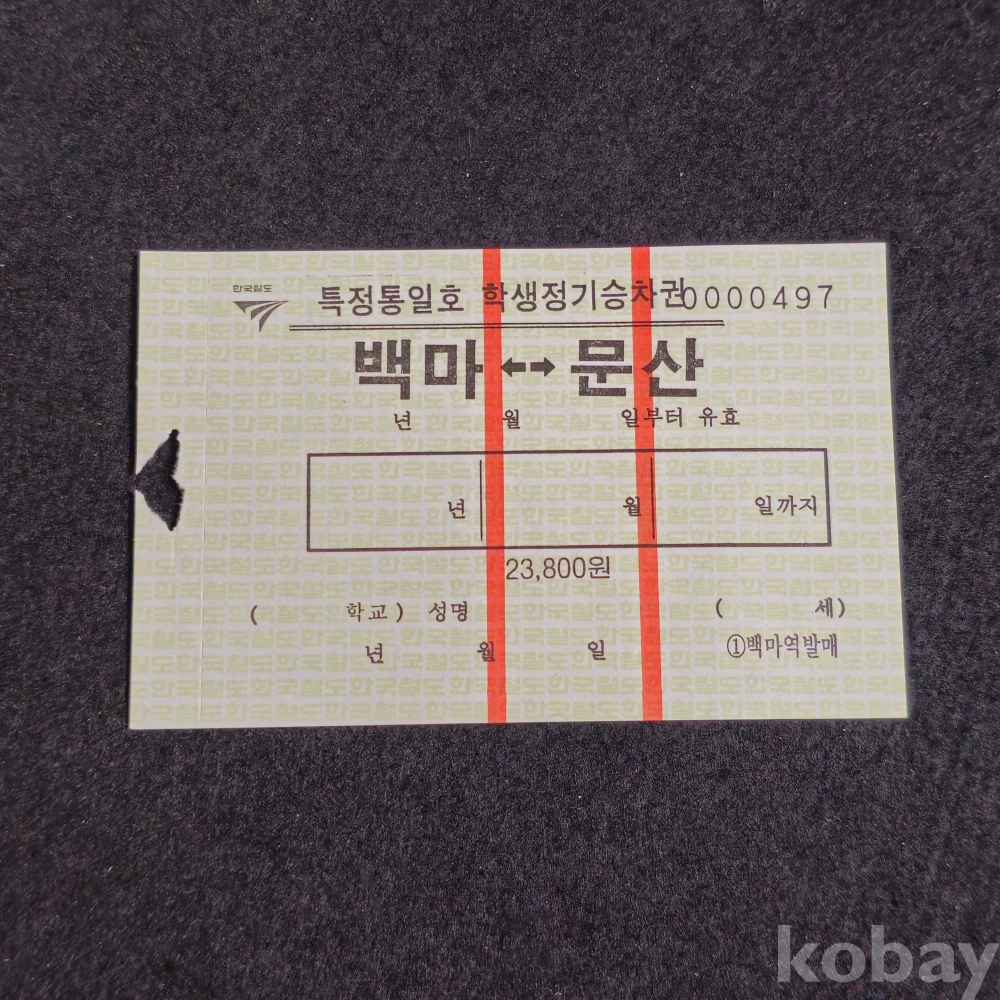 한국철도
특정통일호 학생정기승차권 0000497
백마 ↔ 문산
년 월 일부터 유효
년 월 일까지
23,800원
( 학교) 성명 ( 세)
년 월 일 ①백마역발매
kobay